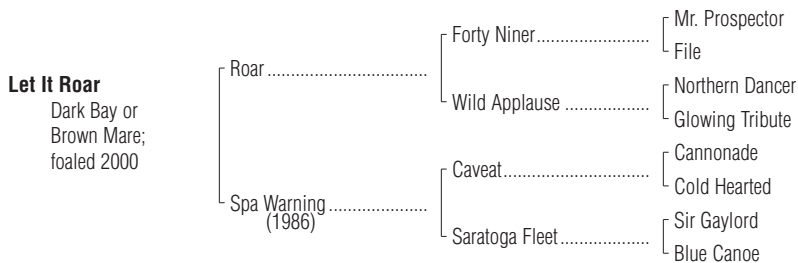 Let It Roar
Dark Bay or
Brown Mare;
foaled 2000
Roar
Spa Warning
(1986)
Forty Niner
Wild Applause
Caveat
Saratoga Fleet
Mr. Prospector
File
Northern Dancer
Glowing Tribute
Cannonade
Cold Hearted
Sir Gaylord
Blue Canoe